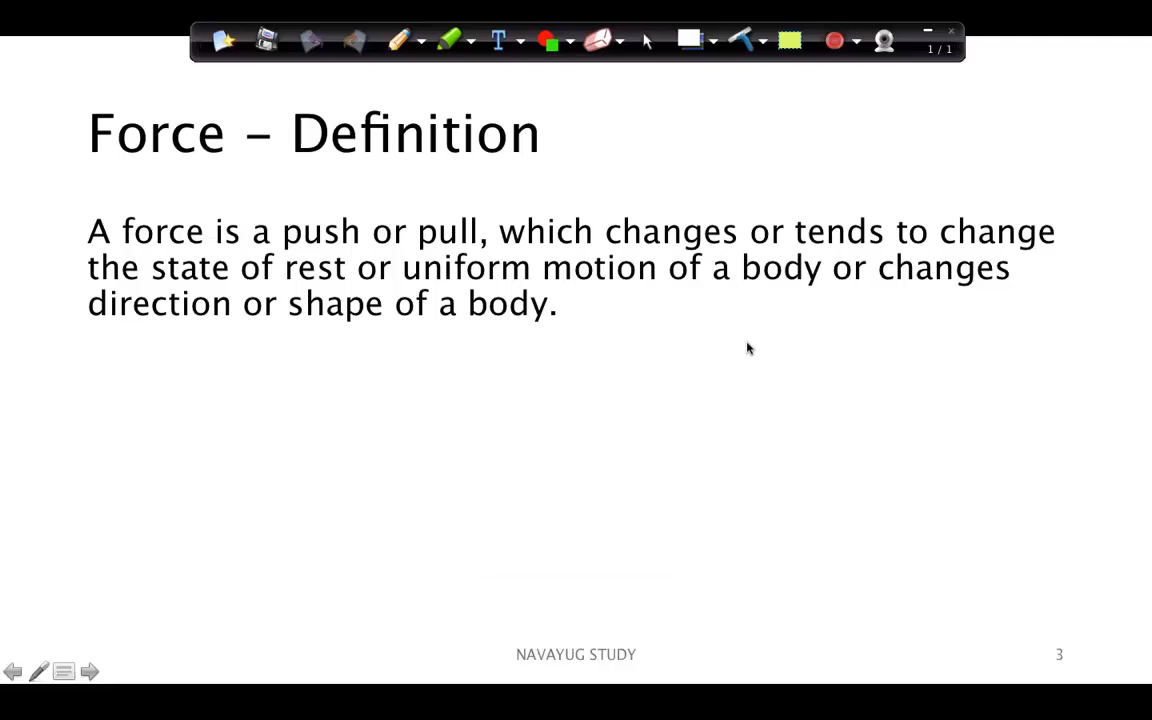 1 / 1
Force – Definition
A force is a push or pull, which changes or tends to change
the state of rest or uniform motion of a body or changes
direction or shape of a body.
NAVAYUG STUDY
3